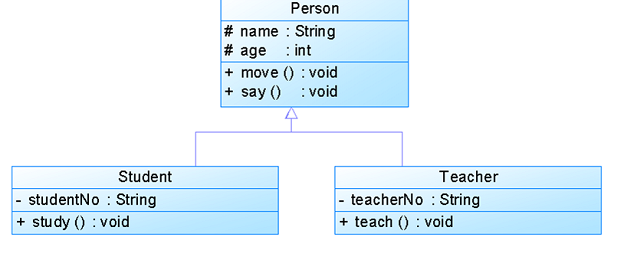 Person
# name : String
# age : int
+ move () : void
+ say () : void
Student
- studentNo : String
+ study () : void
Teacher
- teacherNo : String
+ teach () : void